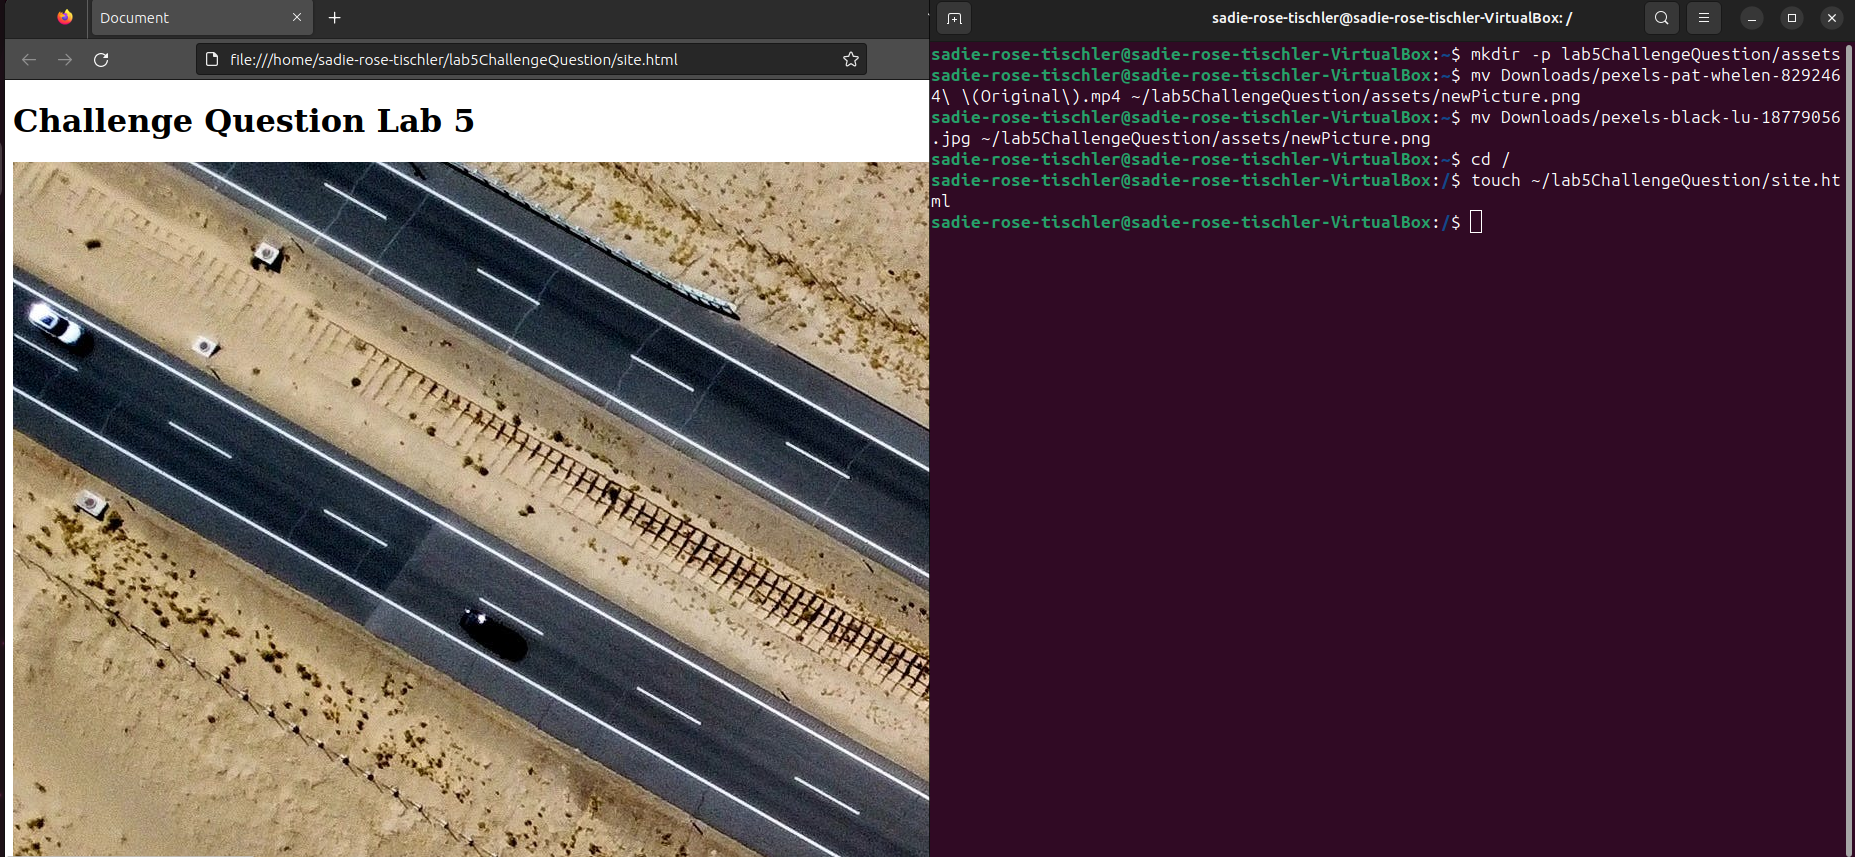 Document
file:///home/sadie-rose-tischler/lab5ChallengeQuestion/site.html
Challenge Question Lab 5
sadie-rose-tischler@sadie-rose-tischler-VirtualBox: /
sadie-rose-tischler@sadie-rose-tischler-VirtualBox:~$ mkdir -p lab5ChallengeQuestion/assets
sadie-rose-tischler@sadie-rose-tischler-VirtualBox:~$ mv Downloads/pexels-pat-whelen-829246
4\ \(Original\).mp4 ~/lab5ChallengeQuestion/assets/newPicture.png
sadie-rose-tischler@sadie-rose-tischler-VirtualBox:~$ mv Downloads/pexels-black-lu-18779056
.jpg ~/lab5ChallengeQuestion/assets/newPicture.png
sadie-rose-tischler@sadie-rose-tischler-VirtualBox:~$ cd /
sadie-rose-tischler@sadie-rose-tischler-VirtualBox:/$ touch ~/lab5ChallengeQuestion/site.ht
ml
sadie-rose-tischler@sadie-rose-tischler-VirtualBox:/$